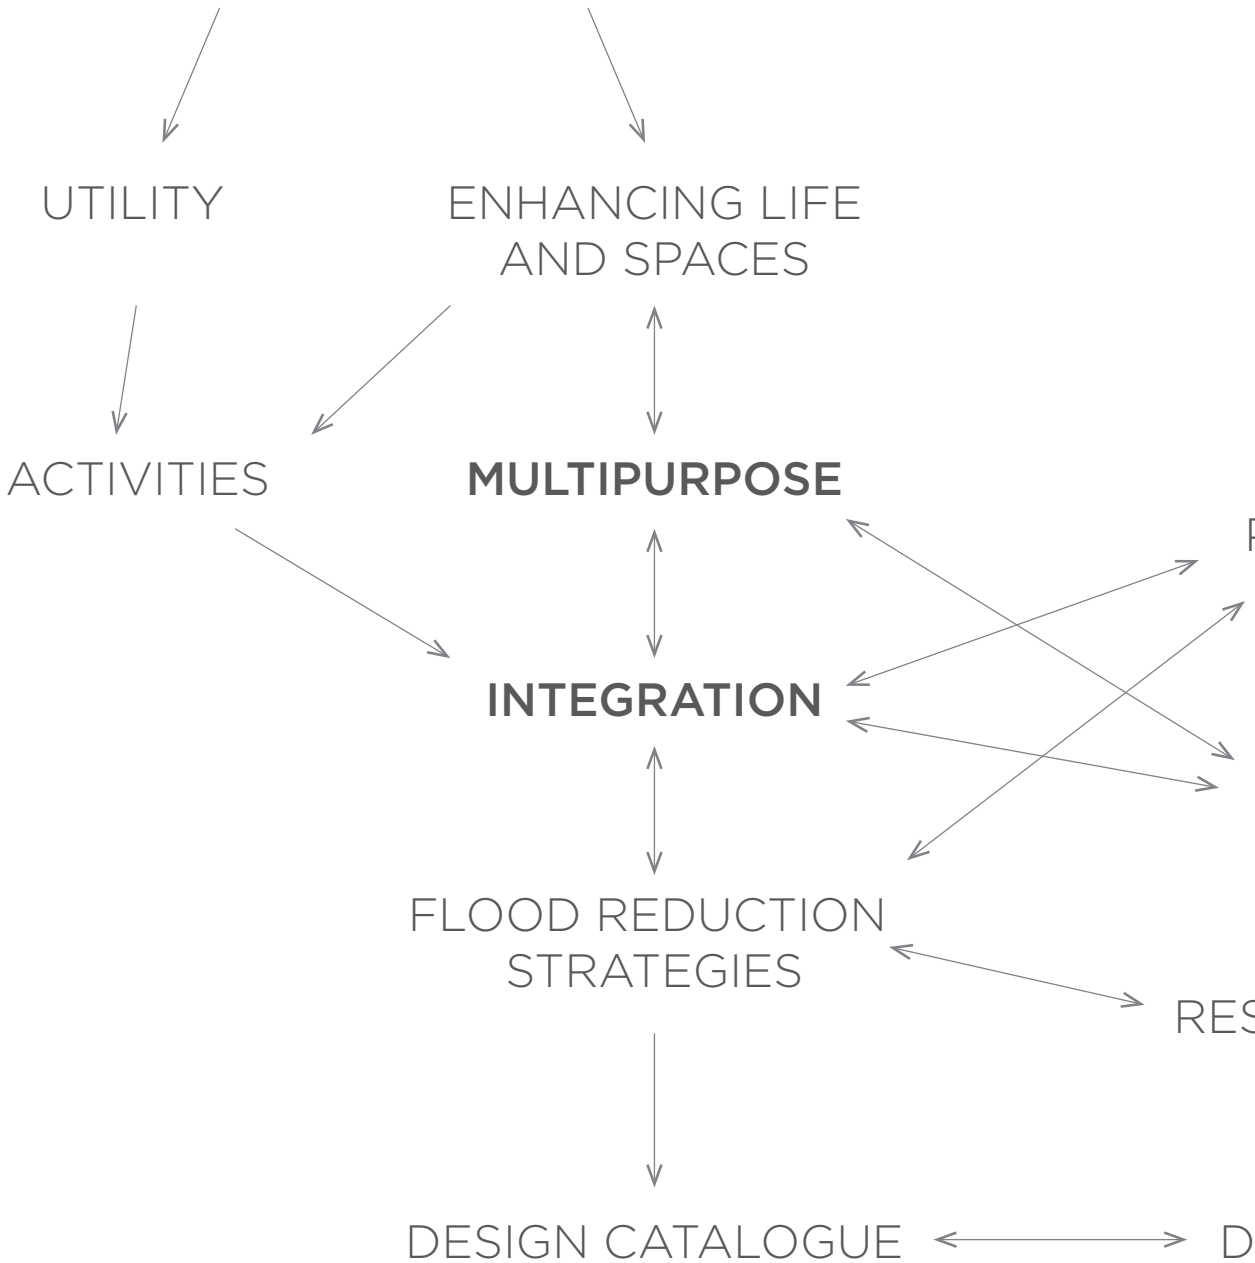 UTILITY
ENHANCING LIFE
AND SPACES
ACTIVITIES
MULTIPURPOSE
INTEGRATION
FLOOD REDUCTION
STRATEGIES
DESIGN CATALOGUE